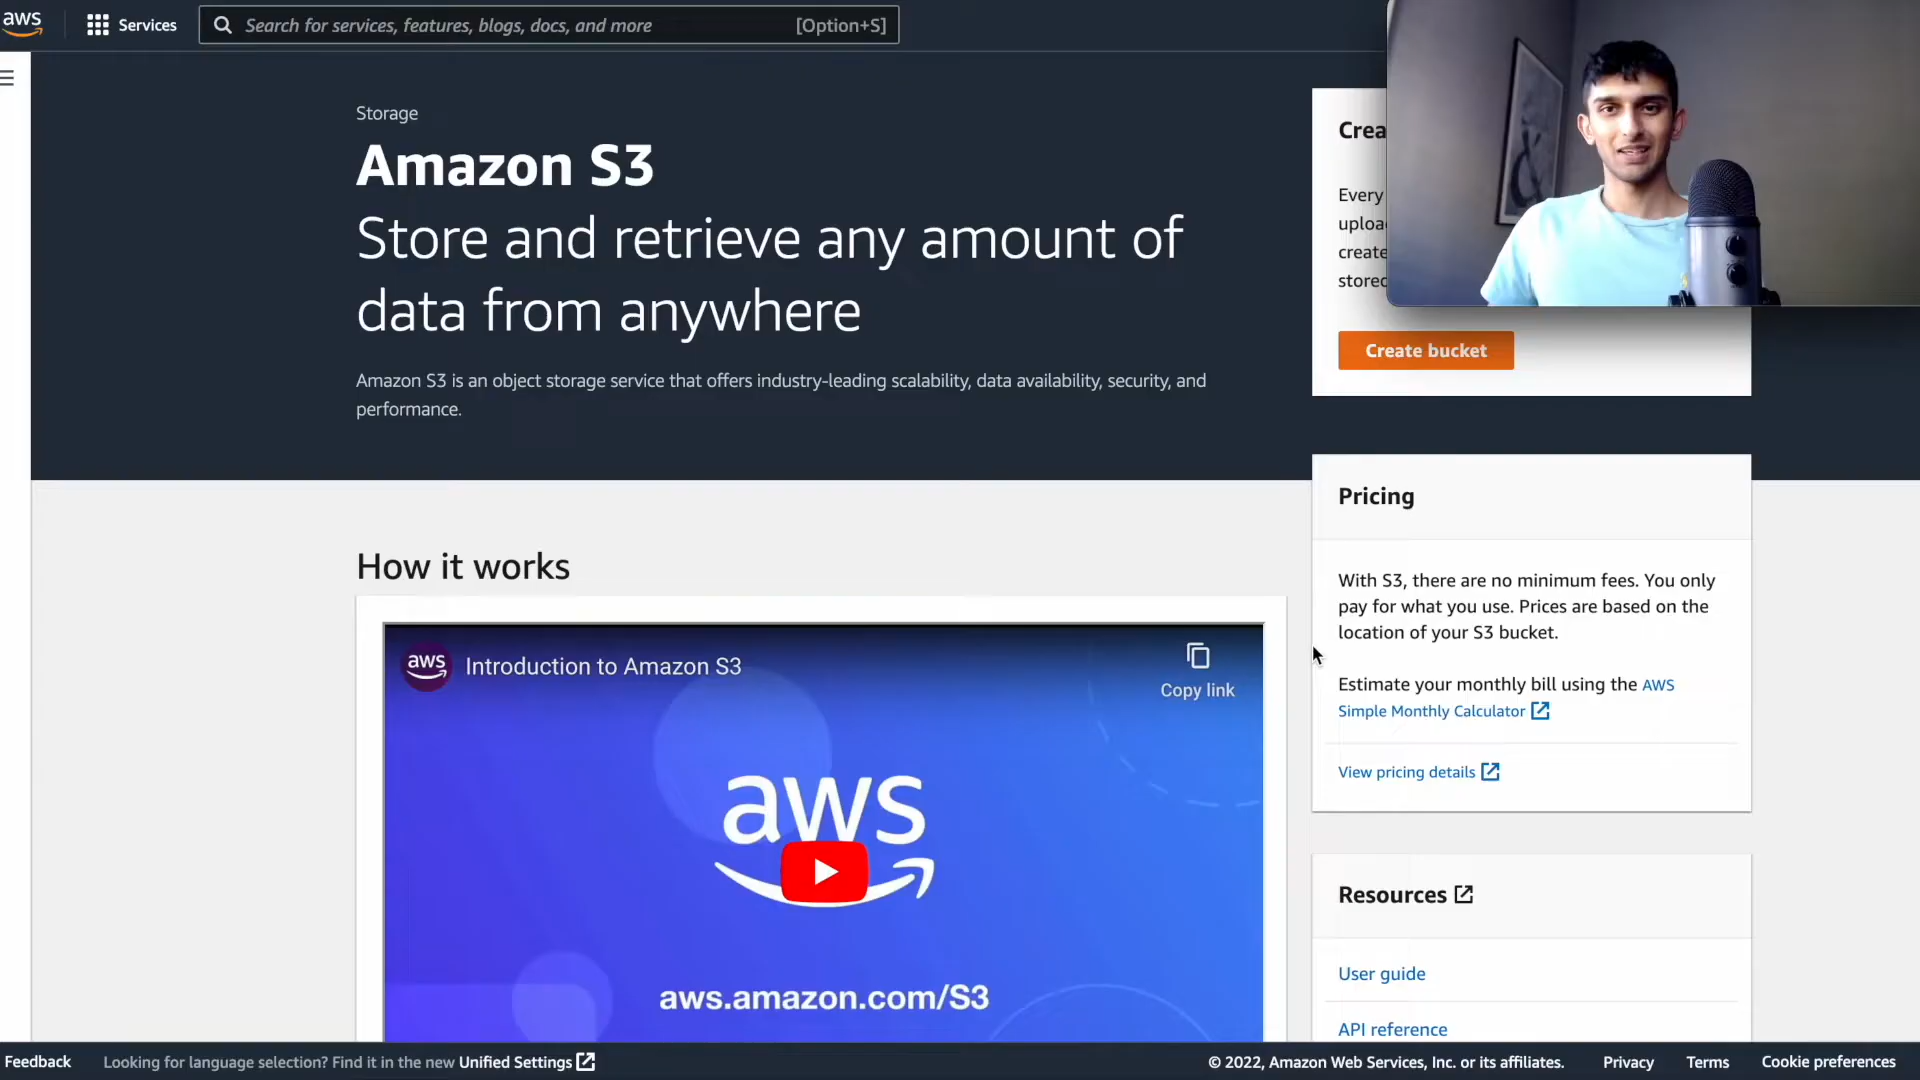 aws
Services
Search for services, features, blogs, docs, and more
[Option+S]
Storage
Amazon S3
Store and retrieve any amount of
data from anywhere
Amazon S3 is an object storage service that offers industry-leading scalability, data availability, security, and
performance.
Crea
Every
uploa
create
stored
Create bucket
Pricing
With S3, there are no minimum fees. You only
pay for what you use. Prices are based on the
location of your S3 bucket.
Estimate your monthly bill using the AWS
Simple Monthly Calculator
View pricing details
How it works
aws
Introduction to Amazon S3
Copy link
aws
aws.amazon.com/S3
Resources
User guide
API reference
Feedback
Looking for language selection? Find it in the new Unified Settings
© 2022, Amazon Web Services, Inc. or its affiliates.
Privacy
Terms
Cookie preferences